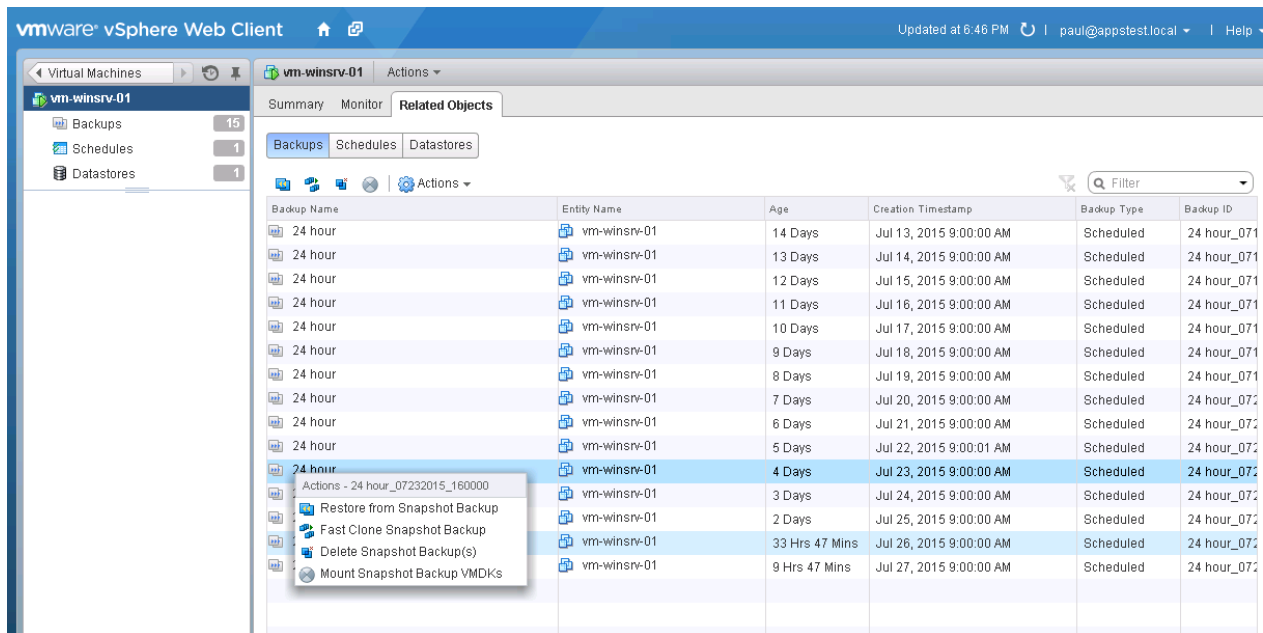 vmware® vSphere Web Client Updated at 6:46 PM paul@appstest.local Help
Virtual Machines
vm-winsrv-01
Backups 15
Schedules 1
Datastores 1
vm-winsrv-01 Actions
Summary Monitor Related Objects
Backups Schedules Datastores
Actions Filter
Backup Name Entity Name Age Creation Timestamp Backup Type Backup ID
24 hour vm-winsrv-01 14 Days Jul 13, 2015 9:00:00 AM Scheduled 24 hour_071
24 hour vm-winsrv-01 13 Days Jul 14, 2015 9:00:00 AM Scheduled 24 hour_071
24 hour vm-winsrv-01 12 Days Jul 15, 2015 9:00:00 AM Scheduled 24 hour_071
24 hour vm-winsrv-01 11 Days Jul 16, 2015 9:00:00 AM Scheduled 24 hour_071
24 hour vm-winsrv-01 10 Days Jul 17, 2015 9:00:00 AM Scheduled 24 hour_071
24 hour vm-winsrv-01 9 Days Jul 18, 2015 9:00:00 AM Scheduled 24 hour_071
24 hour vm-winsrv-01 8 Days Jul 19, 2015 9:00:00 AM Scheduled 24 hour_071
24 hour vm-winsrv-01 7 Days Jul 20, 2015 9:00:00 AM Scheduled 24 hour_072
24 hour vm-winsrv-01 6 Days Jul 21, 2015 9:00:00 AM Scheduled 24 hour_072
24 hour vm-winsrv-01 5 Days Jul 22, 2015 9:00:01 AM Scheduled 24 hour_072
24 hour vm-winsrv-01 4 Days Jul 23, 2015 9:00:00 AM Scheduled 24 hour_072
vm-winsrv-01 3 Days Jul 24, 2015 9:00:00 AM Scheduled 24 hour_072
vm-winsrv-01 2 Days Jul 25, 2015 9:00:00 AM Scheduled 24 hour_072
vm-winsrv-01 33 Hrs 47 Mins Jul 26, 2015 9:00:00 AM Scheduled 24 hour_072
vm-winsrv-01 9 Hrs 47 Mins Jul 27, 2015 9:00:00 AM Scheduled 24 hour_072
Actions - 24 hour_07232015_160000
Restore from Snapshot Backup
Fast Clone Snapshot Backup
Delete Snapshot Backup(s)
Mount Snapshot Backup VMDKs